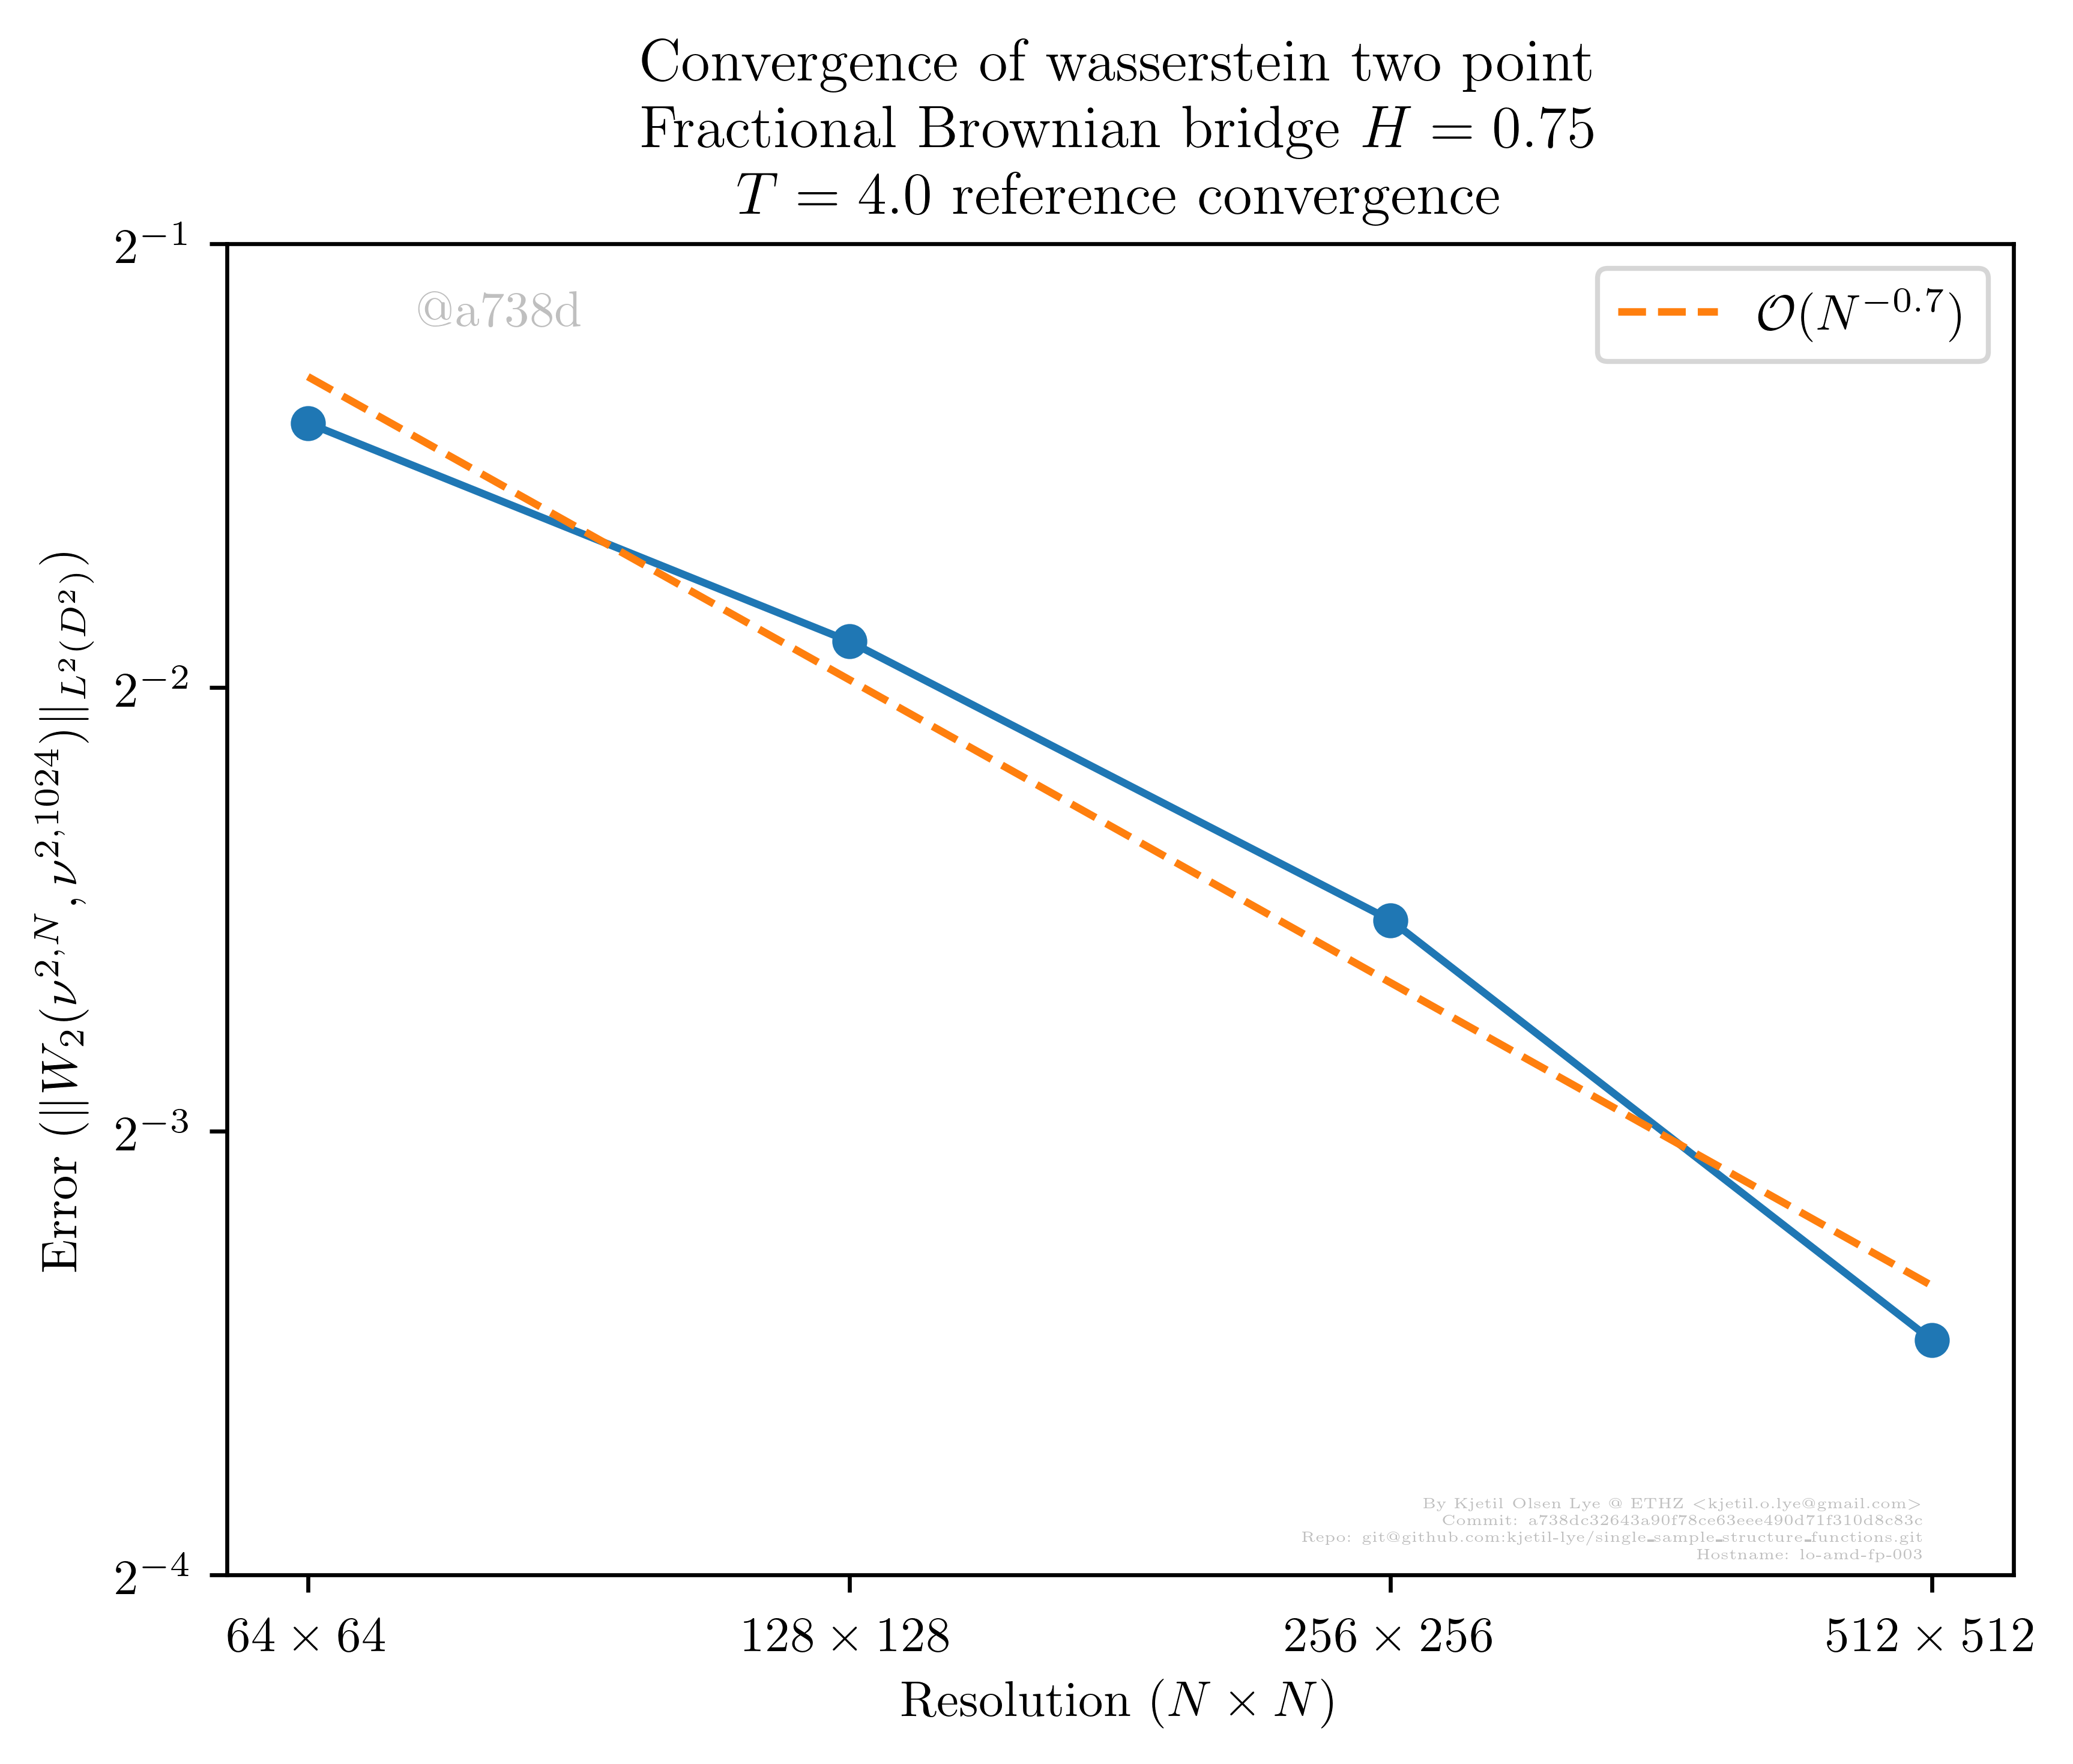 Convergence of wasserstein two point
Fractional Brownian bridge H = 0.75
T = 4.0 reference convergence
2⁻¹
@a738d
𝒪(N⁻⁰·⁷)
2⁻²
2⁻³
2⁻⁴
Error (||W₂(ν^{2,N}, ν^{2,1024})||_{L²(D²)})
By Kjetil Olsen Lye @ ETHZ <kjetil.o.lye@gmail.com>
Commit: a738dc32643a90f78ce63eee490d71f310d8c83c
Repo: git@github.com:kjetil-lye/single_sample_structure_functions.git
Hostname: lo-amd-fp-003
64 × 64 128 × 128 256 × 256 512 × 512
Resolution (N × N)